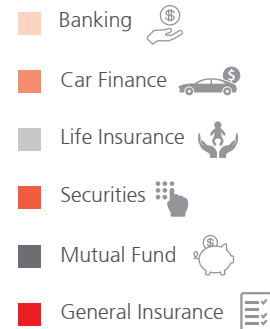 Banking
Car Finance
Life Insurance
Securities
Mutual Fund
General Insurance